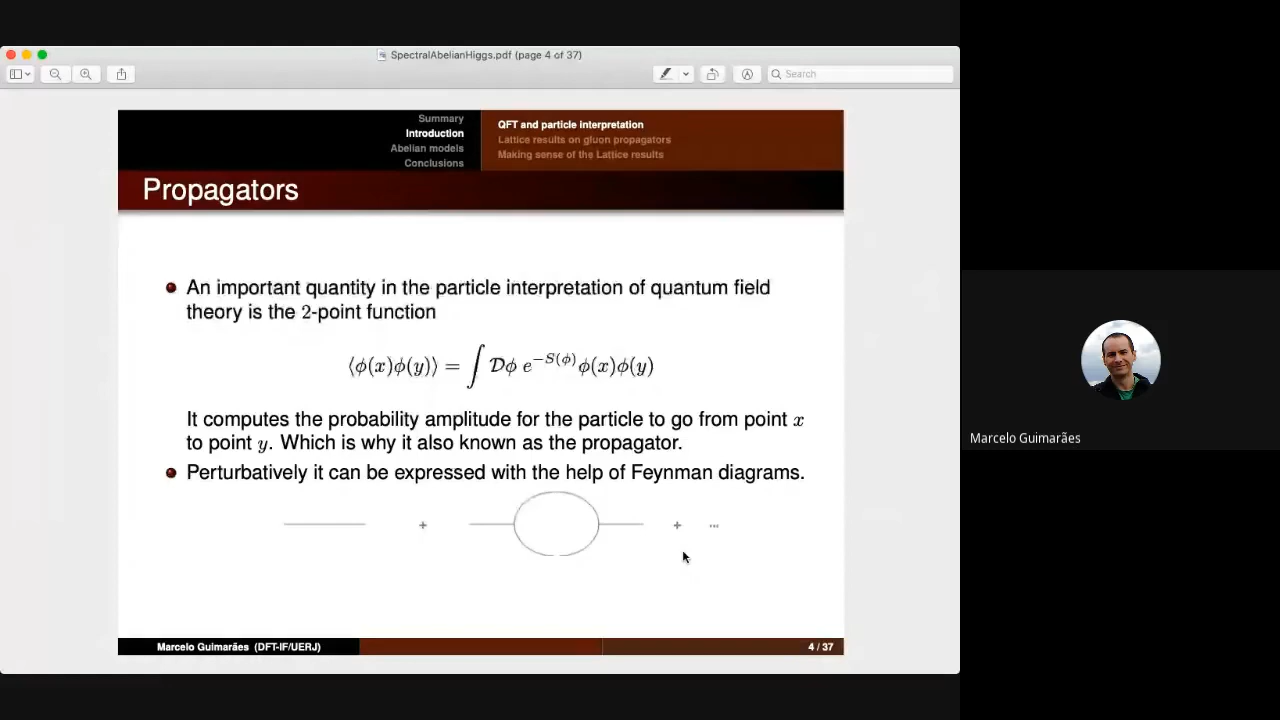 SpectralAbelianHiggs.pdf (page 4 of 37)
Search
Summary
Introduction
Abelian models
Conclusions
QFT and particle interpretation
Lattice results on gluon propagators
Making sense of the Lattice results
Propagators
An important quantity in the particle interpretation of quantum field
theory is the 2-point function
⟨ϕ(x)ϕ(y)⟩ = ∫ 𝒟ϕ e^{−S(ϕ)}ϕ(x)ϕ(y)
It computes the probability amplitude for the particle to go from point x
to point y. Which is why it also known as the propagator.
Perturbatively it can be expressed with the help of Feynman diagrams.
+ + ...
Marcelo Guimarães (DFT-IF/UERJ)
4 / 37
Marcelo Guimarães